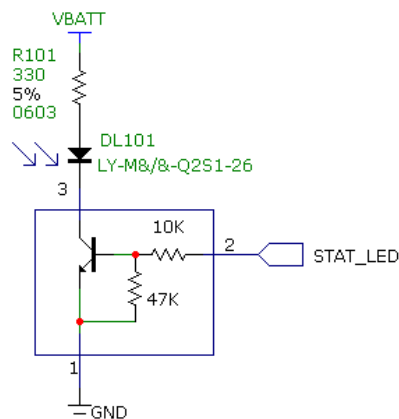 VBATT
R101
330
5%
0603
DL101
LY-M&/&-Q2S1-26
3
10K
2
STAT_LED
47K
1
GND